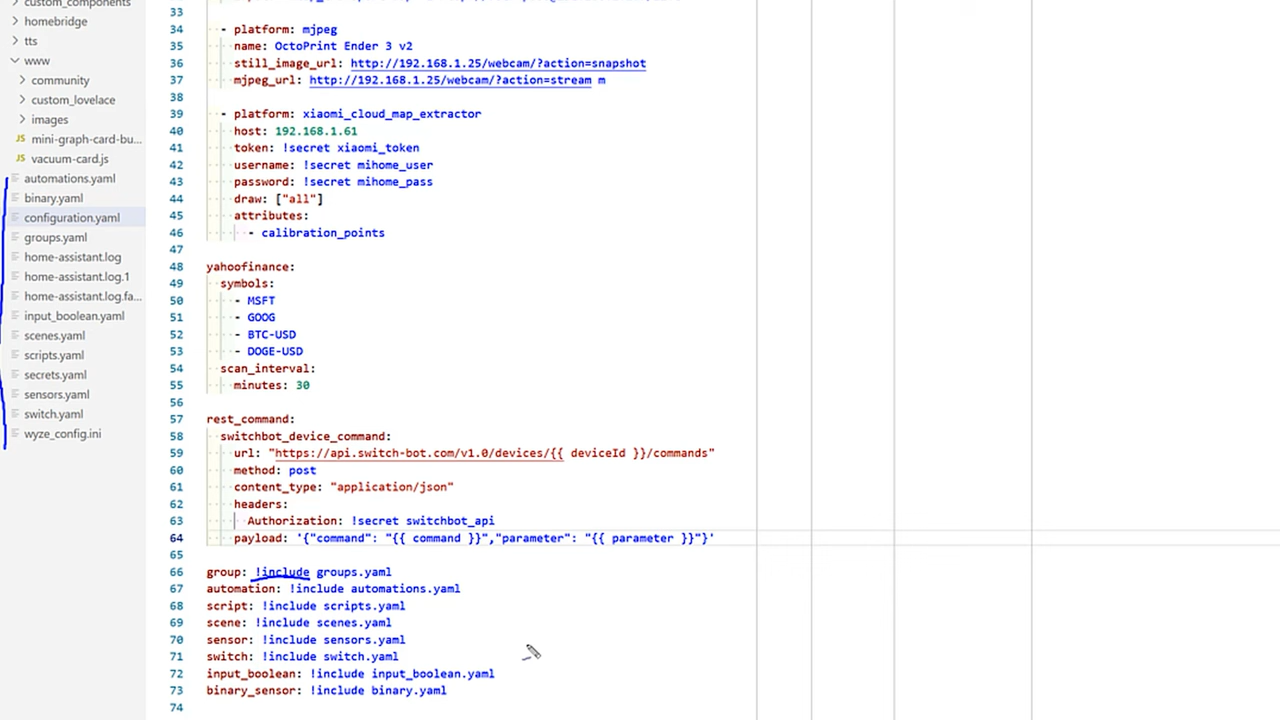 custom_components
homebridge
tts
www
community
custom_lovelace
images
JS mini-graph-card-bu...
JS vacuum-card.js
automations.yaml
binary.yaml
configuration.yaml
groups.yaml
home-assistant.log
home-assistant.log.1
home-assistant.log.fa...
input_boolean.yaml
scenes.yaml
scripts.yaml
secrets.yaml
sensors.yaml
switch.yaml
wyze_config.ini
33
34 - platform: mjpeg
35 name: OctoPrint Ender 3 v2
36 still_image_url: http://192.168.1.25/webcam/?action=snapshot
37 mjpeg_url: http://192.168.1.25/webcam/?action=stream m
38
39 - platform: xiaomi_cloud_map_extractor
40 host: 192.168.1.61
41 token: !secret xiaomi_token
42 username: !secret mihome_user
43 password: !secret mihome_pass
44 draw: ["all"]
45 attributes:
46 - calibration_points
47
48 yahoofinance:
49 symbols:
50 - MSFT
51 - GOOG
52 - BTC-USD
53 - DOGE-USD
54 scan_interval:
55 minutes: 30
56
57 rest_command:
58 switchbot_device_command:
59 url: "https://api.switch-bot.com/v1.0/devices/{{ deviceId }}/commands"
60 method: post
61 content_type: "application/json"
62 headers:
63 Authorization: !secret switchbot_api
64 payload: '{"command": "{{ command }}","parameter": "{{ parameter }}"}'
65
66 group: !include groups.yaml
67 automation: !include automations.yaml
68 script: !include scripts.yaml
69 scene: !include scenes.yaml
70 sensor: !include sensors.yaml
71 switch: !include switch.yaml
72 input_boolean: !include input_boolean.yaml
73 binary_sensor: !include binary.yaml
74